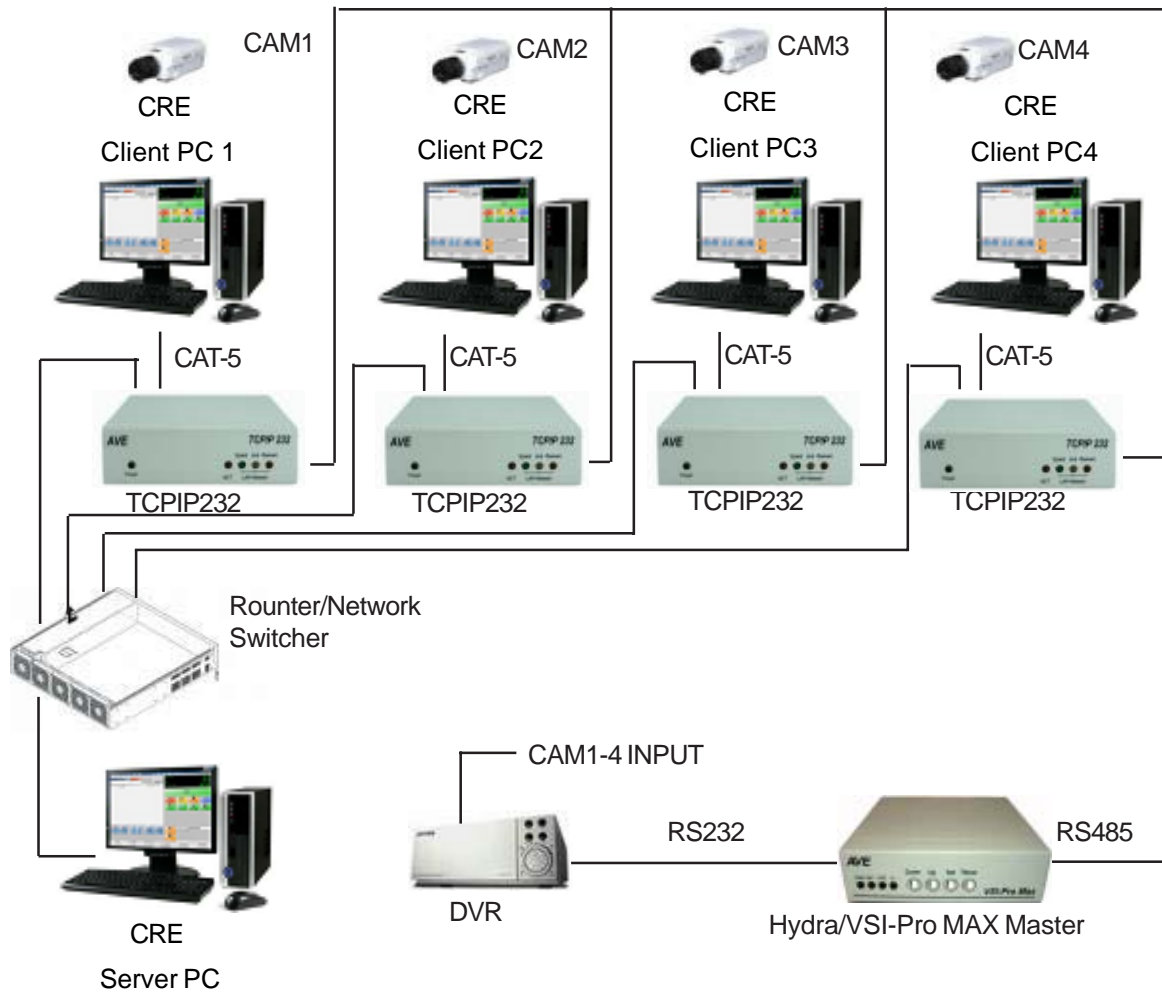 CAM1
CAM2
CAM3
CAM4
CRE
CRE
CRE
CRE
Client PC 1
Client PC2
Client PC3
Client PC4
CAT-5
CAT-5
CAT-5
CAT-5
AVE TCPIP 232
AVE TCPIP 232
AVE TCPIP 232
AVE TCPIP 232
TCPIP232
TCPIP232
TCPIP232
TCPIP232
Rounter/Network
Switcher
CAM1-4 INPUT
RS232
RS485
AVE
VSI-Pro Max
DVR
Hydra/VSI-Pro MAX Master
CRE
Server PC